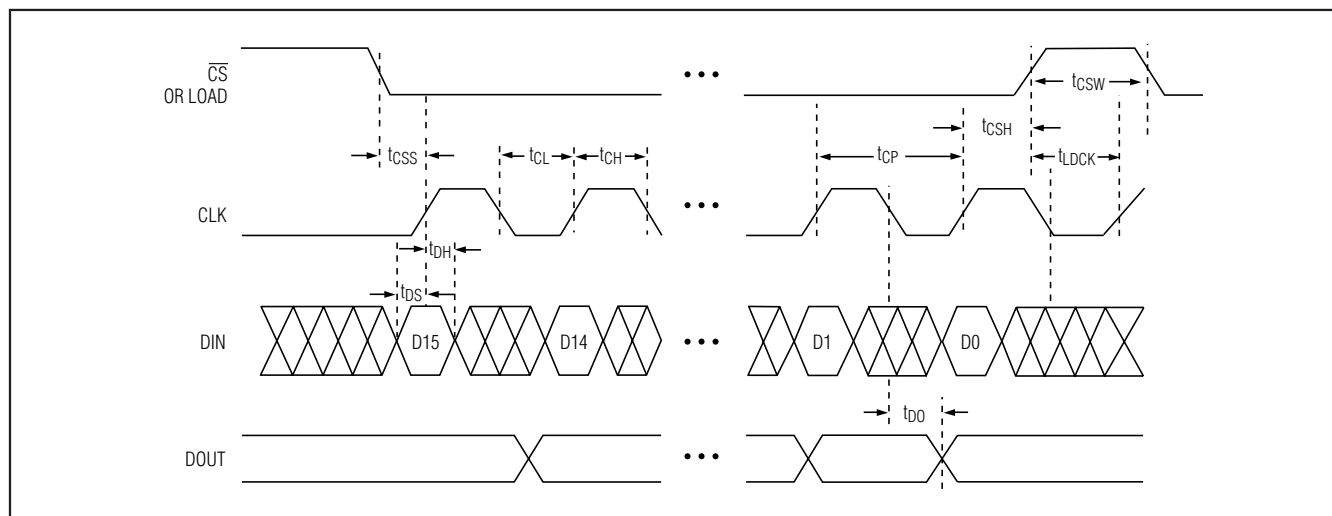 CS
OR LOAD
tCSW
tCSH
tCSS
tCL
tCH
tCP
tLDCK
CLK
tDH
tDS
DIN
D15
D14
D1
D0
tDO
DOUT